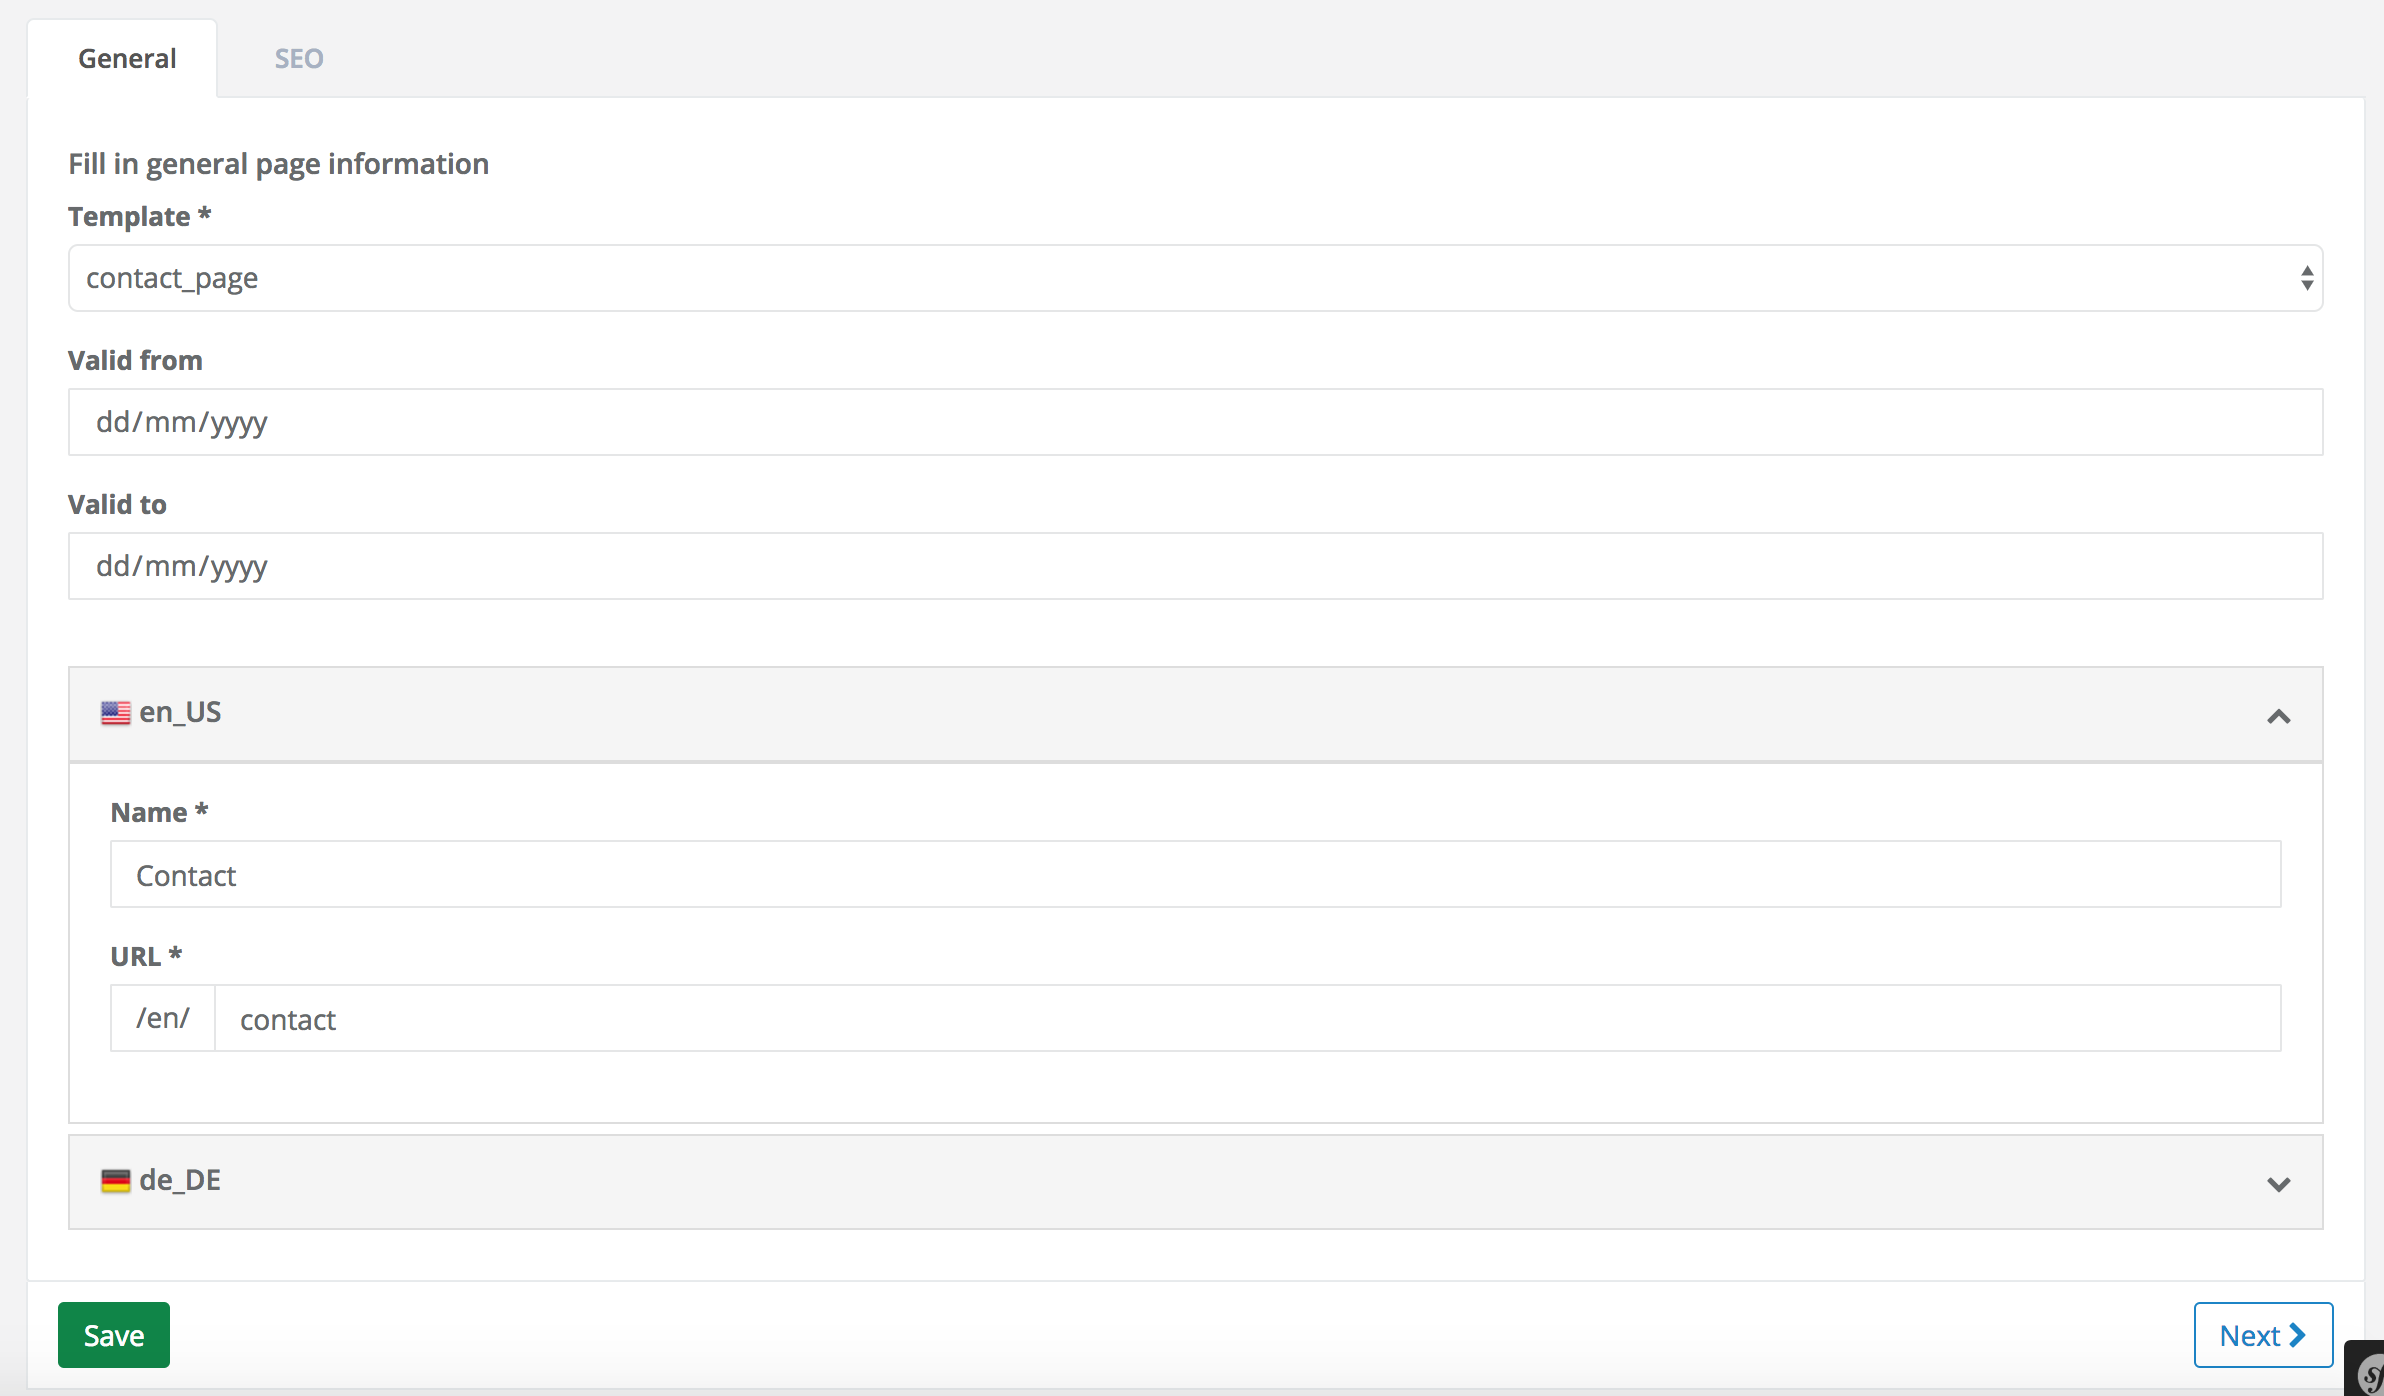 General
SEO
Fill in general page information
Template *
contact_page
Valid from
dd/mm/yyyy
Valid to
dd/mm/yyyy
en_US
Name *
Contact
URL *
/en/ contact
de_DE
Save
Next
sf